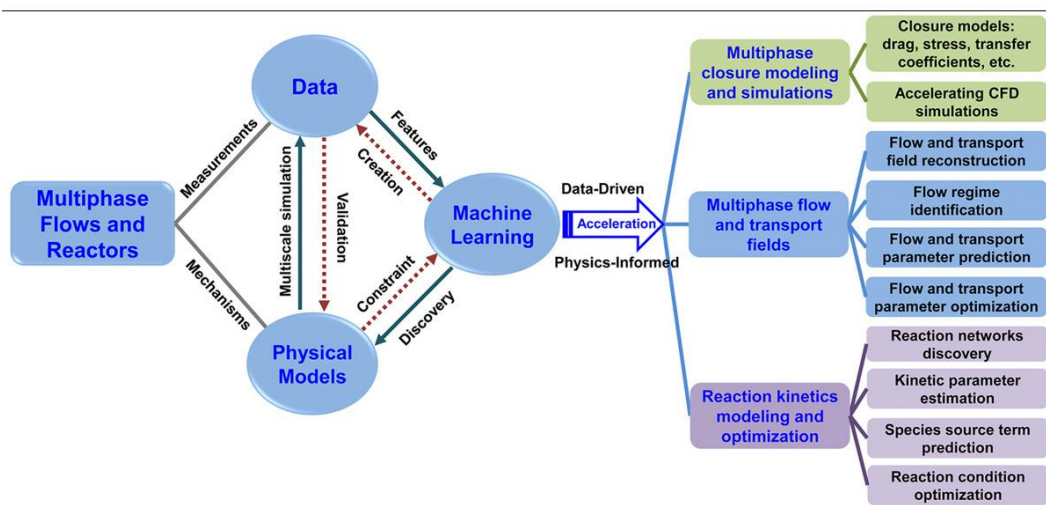 Multiphase
Flows and
Reactors
Measurements
Mechanisms
Data
Multiscale simulation
Validation
Features
Creation
Machine
Learning
Constraint
Discovery
Physical
Models
Data-Driven
Acceleration
Physics-Informed
Multiphase
closure modeling
and simulations
Closure models:
drag, stress, transfer
coefficients, etc.
Accelerating CFD
simulations
Multiphase flow
and transport
fields
Flow and transport
field reconstruction
Flow regime
identification
Flow and transport
parameter prediction
Flow and transport
parameter optimization
Reaction kinetics
modeling and
optimization
Reaction networks
discovery
Kinetic parameter
estimation
Species source term
prediction
Reaction condition
optimization